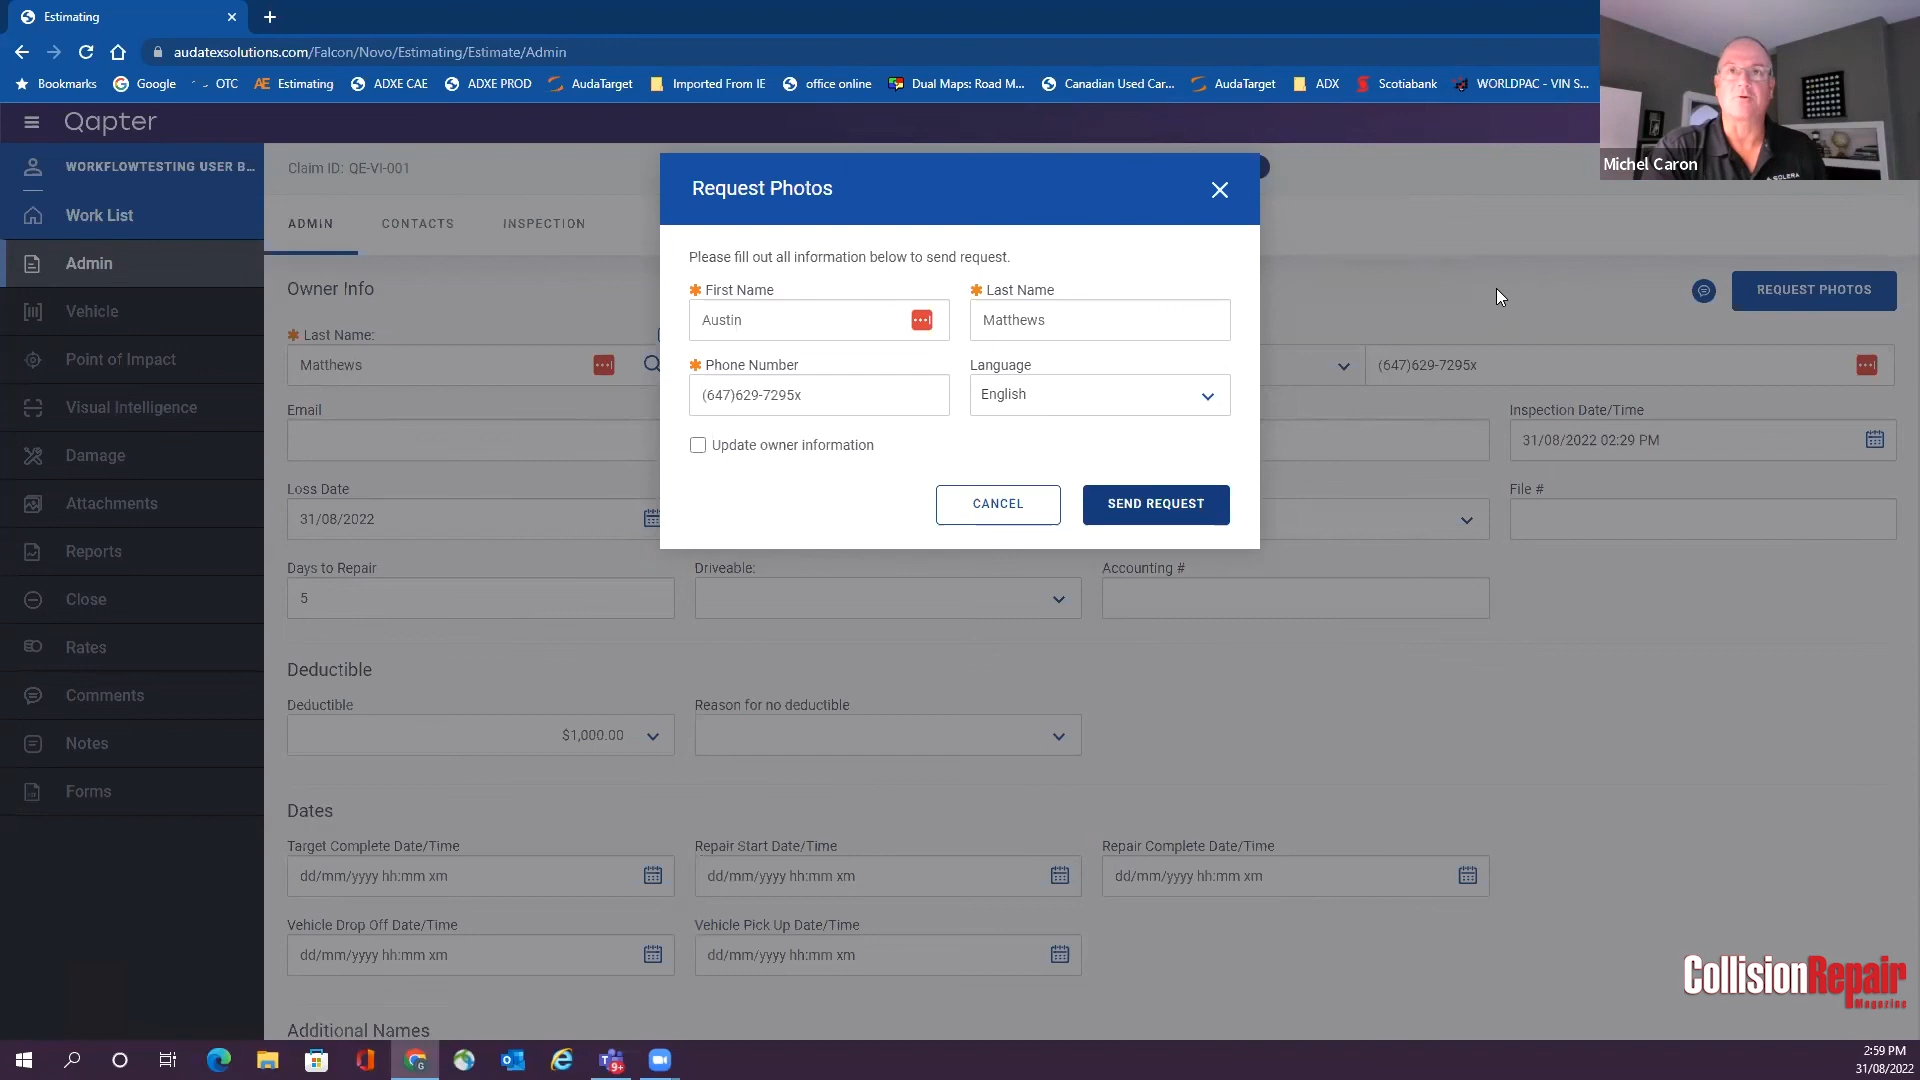 Estimating
audatexsolutions.com/Falcon/Novo/Estimating/Estimate/Admin
Bookmarks Google OTC AE Estimating ADXE CAE ADXE PROD AudaTarget Imported From IE office online Dual Maps: Road M... Canadian Used Car... AudaTarget ADX Scotiabank WORLDPAC - VIN S...
Qapter
Michel Caron
SOLERA
WORKFLOWTESTING USER B...
Work List
Admin
Vehicle
Point of Impact
Visual Intelligence
Damage
Attachments
Reports
Close
Rates
Comments
Notes
Forms
Claim ID: QE-VI-001
ADMIN CONTACTS INSPECTION
Owner Info
REQUEST PHOTOS
Last Name:
Matthews
(647)629-7295x
Email
Inspection Date/Time
31/08/2022 02:29 PM
Loss Date
31/08/2022
File #
Days to Repair
5
Driveable:
Accounting #
Deductible
Deductible
$1,000.00
Reason for no deductible
Dates
Target Complete Date/Time
dd/mm/yyyy hh:mm xm
Repair Start Date/Time
dd/mm/yyyy hh:mm xm
Repair Complete Date/Time
dd/mm/yyyy hh:mm xm
Vehicle Drop Off Date/Time
dd/mm/yyyy hh:mm xm
Vehicle Pick Up Date/Time
dd/mm/yyyy hh:mm xm
Additional Names
Request Photos
Please fill out all information below to send request.
First Name
Austin
Last Name
Matthews
Phone Number
(647)629-7295x
Language
English
Update owner information
CANCEL
SEND REQUEST
CollisionRepair
Magazine
9+
2:59 PM
31/08/2022